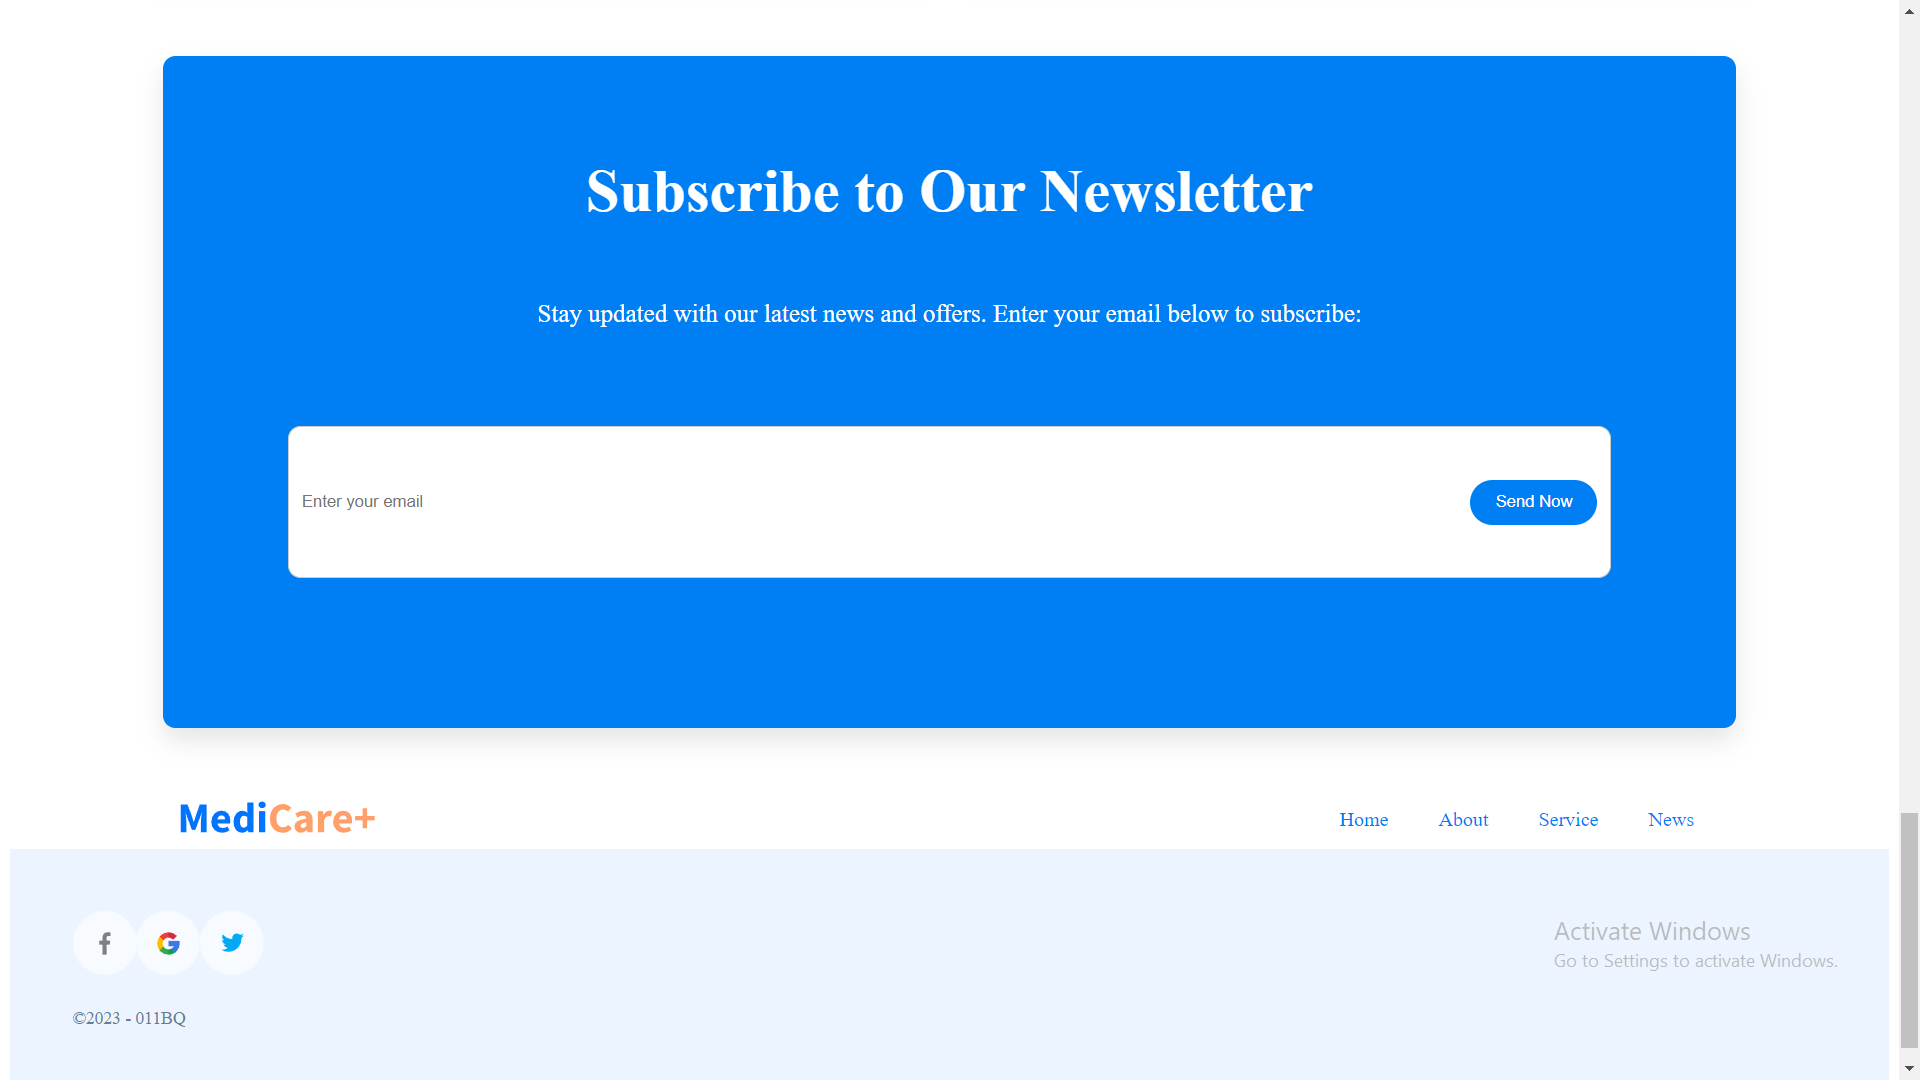 Subscribe to Our Newsletter
Stay updated with our latest news and offers. Enter your email below to subscribe:
Enter your email
Send Now
MediCare+
Home About Service News
Activate Windows
Go to Settings to activate Windows.
©2023 - 011BQ